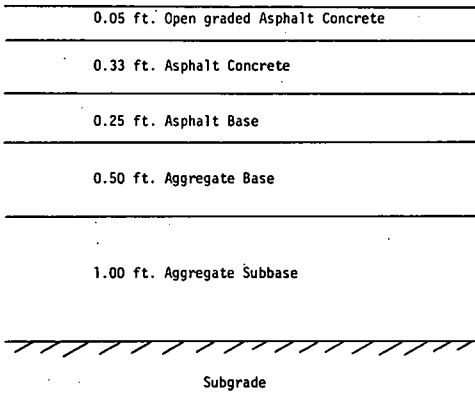 0.05 ft. Open graded Asphalt Concrete
0.33 ft. Asphalt Concrete
0.25 ft. Asphalt Base
0.50 ft. Aggregate Base
1.00 ft. Aggregate Subbase
Subgrade